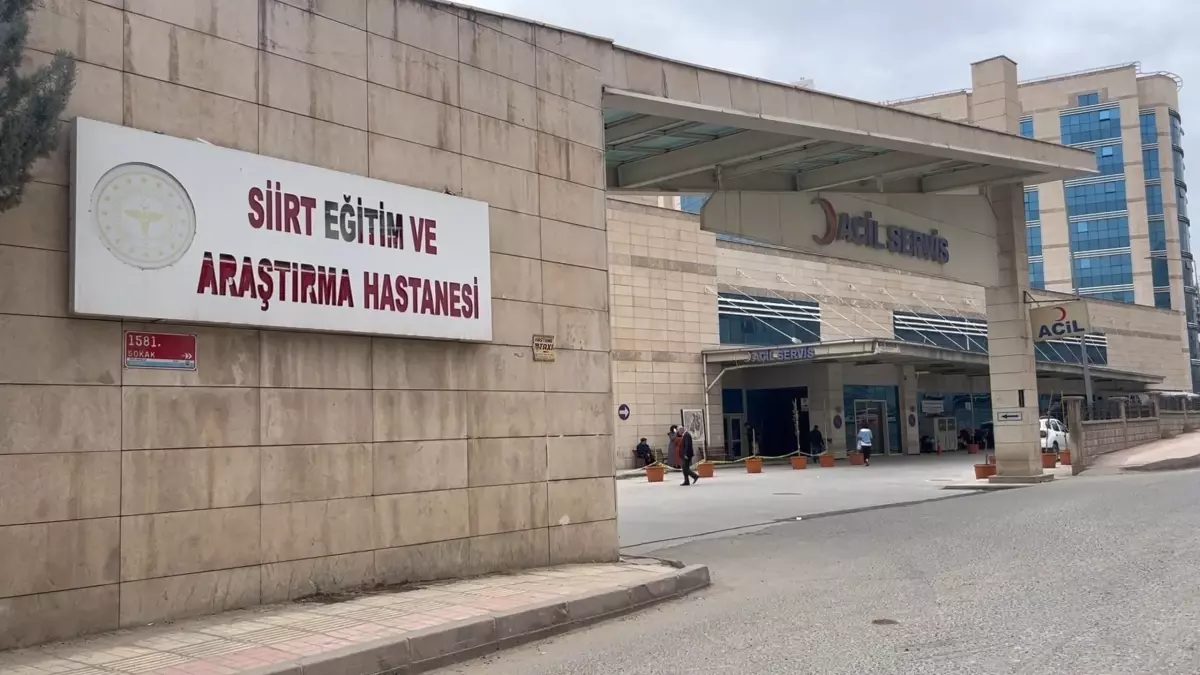 SİİRT EĞİTİM VE
ARAŞTIRMA HASTANESİ
1581.
SOKAK
ACİL SERVİS
ACİL SERVİS
ACİL